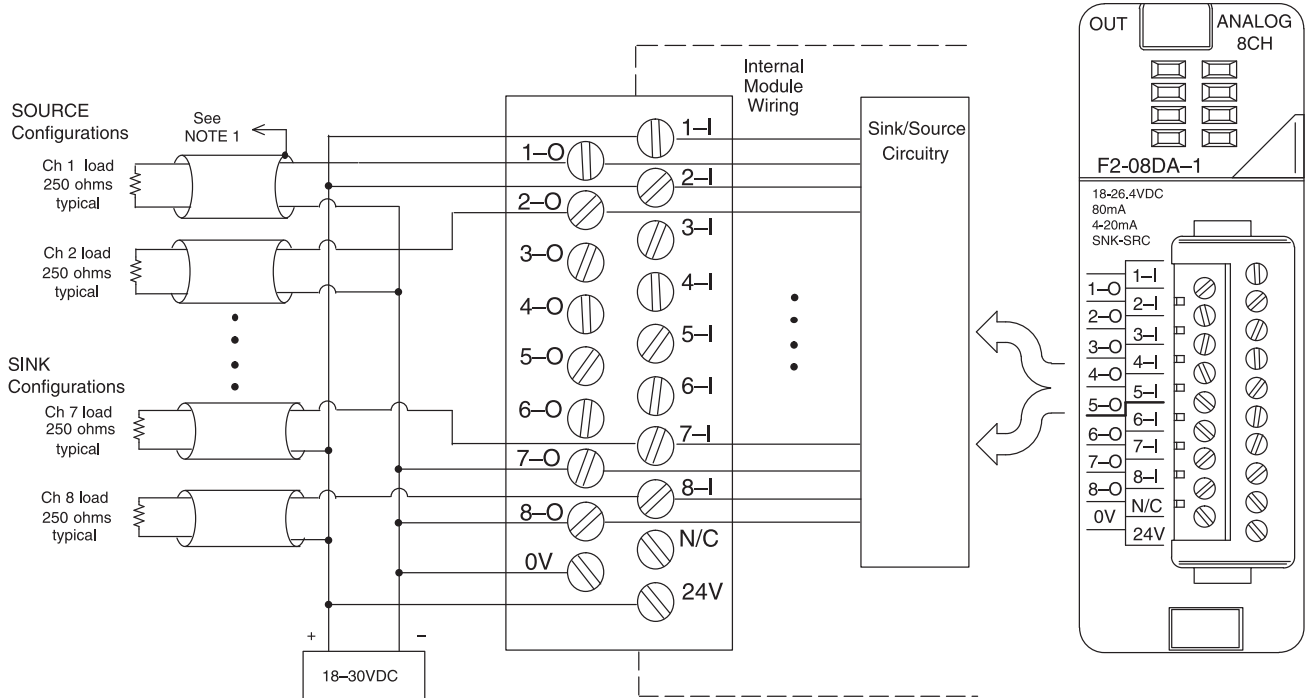 SOURCE
Configurations
See
NOTE 1
Ch 1 load
250 ohms
typical
Ch 2 load
250 ohms
typical
SINK
Configurations
Ch 7 load
250 ohms
typical
Ch 8 load
250 ohms
typical
+
–
18–30VDC
Internal
Module
Wiring
1–I
1–O
2–I
2–O
3–I
3–O
4–I
4–O
5–I
5–O
6–I
6–O
7–I
7–O
8–I
8–O
N/C
0V
24V
Sink/Source
Circuitry
OUT
ANALOG
8CH
F2-08DA–1
18-26.4VDC
80mA
4-20mA
SNK-SRC
1–I
1–O
2–I
2–O
3–I
3–O
4–I
4–O
5–I
5–O
6–I
6–O
7–I
7–O
8–I
8–O
N/C
0V
24V